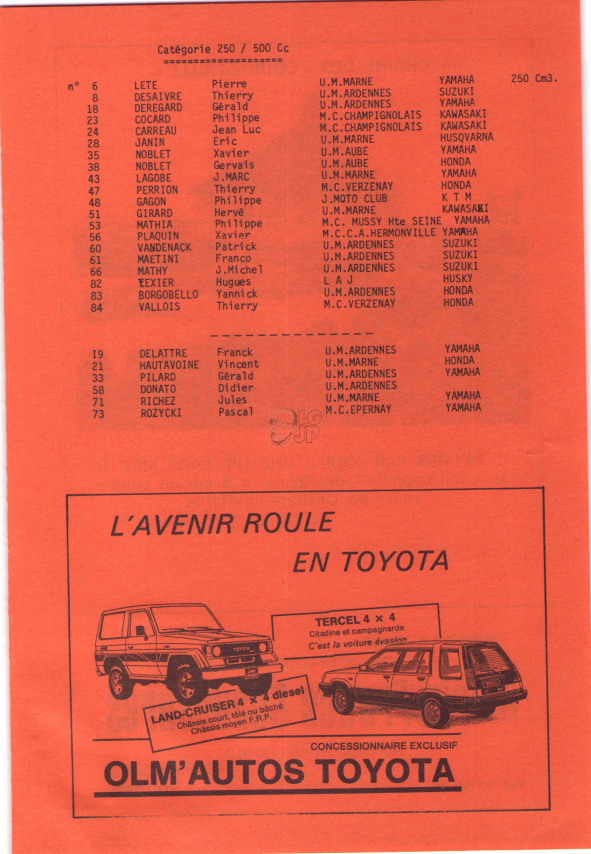 Catégorie 250 / 500 Cc
n° 6 LETE Pierre U.M.MARNE YAMAHA 250 Cm3.
8 DESAIVRE Thierry U.M.ARDENNES SUZUKI
18 DEREGARD Gérald U.M.ARDENNES YAMAHA
23 COCARD Philippe M.C.CHAMPIGNOLAIS KAWASAKI
24 CARREAU Jean Luc M.C.CHAMPIGNOLAIS KAWASAKI
28 JANIN Eric U.M.MARNE HUSQVARNA
35 NOBLET Xavier U.M.AUBE YAMAHA
38 NOBLET Gervais U.M.AUBE HONDA
43 LAGOBE J.MARC U.M.MARNE YAMAHA
47 PERRION Thierry M.C.VERZENAY HONDA
48 GAGON Philippe J.MOTO CLUB K T M
51 GIRARD Hervé U.M.MARNE KAWASAKI
53 MATHIA Philippe M.C. MUSSY Hte SEINE YAMAHA
56 PLAQUIN Xavier M.C.C.A.HERMONVILLE YAMAHA
60 VANDENACK Patrick U.M.ARDENNES SUZUKI
61 MAETINI Franco U.M.ARDENNES SUZUKI
66 MATHY J.Michel U.M.ARDENNES SUZUKI
82 TEXIER Hugues L A J HUSKY
83 BORGOBELLO Yannick U.M.ARDENNES HONDA
84 VALLOIS Thierry M.C.VERZENAY HONDA
I9 DELATTRE Franck U.M.ARDENNES YAMAHA
21 HAUTAVOINE Vincent U.M.MARNE HONDA
33 PILARD Gérald U.M.ARDENNES YAMAHA
58 DONATO Didier U.M.ARDENNES
71 RICHEZ Jules U.M.MARNE YAMAHA
73 ROZYCKI Pascal M.C.EPERNAY YAMAHA
L'AVENIR ROULE
EN TOYOTA
TERCEL 4 x 4
Citadine et campagnarde
C'est la voiture évasion
TOYOTA
LAND-CRUISER 4 x 4 diesel
Châssis court, tôlé ou bâché
Châssis moyen F.R.P.
CONCESSIONNAIRE EXCLUSIF
OLM'AUTOS TOYOTA